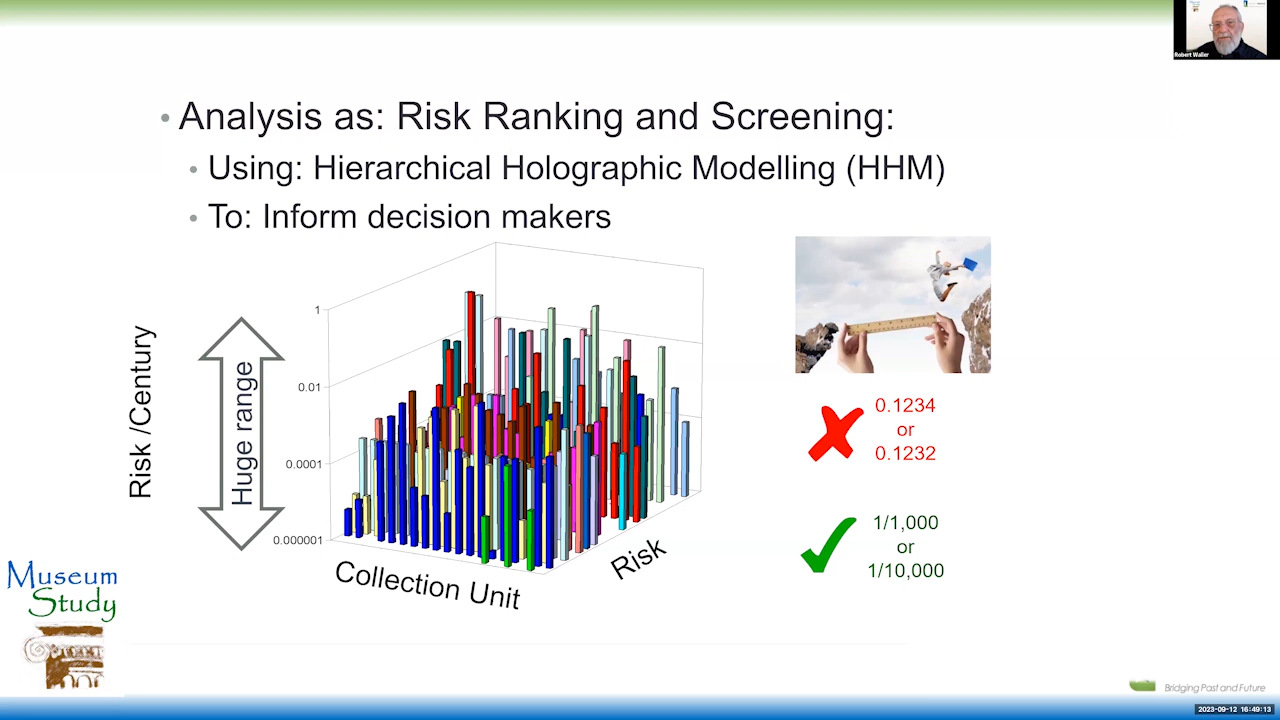 Robert Waller
• Analysis as: Risk Ranking and Screening:
• Using: Hierarchical Holographic Modelling (HHM)
• To: Inform decision makers
Risk /Century
Huge range
1
0.01
0.0001
0.000001
Collection Unit
Risk
0.1234
or
0.1232
1/1,000
or
1/10,000
Museum
Study
Bridging Past and Future
2023-09-12 16:49:13